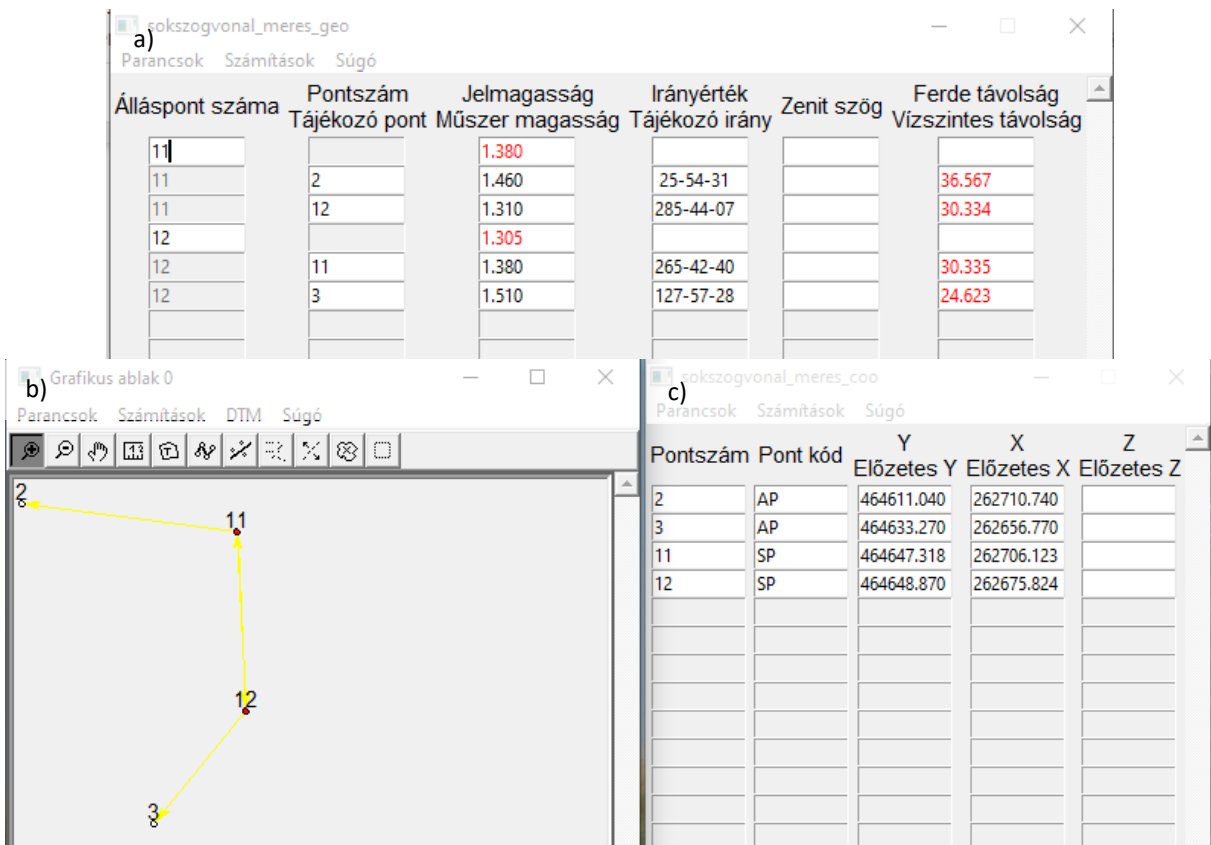 sokszogvonal_meres_geo
a)
Parancsok Számítások Súgó
Álláspont száma Pontszám Tájékozó pont Jelmagasság Műszer magasság Irányérték Tájékozó irány Zenit szög Ferde távolság Vízszintes távolság
11 1.380
11 2 1.460 25-54-31 36.567
11 12 1.310 285-44-07 30.334
12 1.305
12 11 1.380 265-42-40 30.335
12 3 1.510 127-57-28 24.623
Grafikus ablak 0
b)
Parancsok Számítások DTM Súgó
2
11
12
3
sokszogvonal_meres_coo
c)
Parancsok Számítások Súgó
Pontszám Pont kód Y Előzetes Y X Előzetes X Z Előzetes Z
2 AP 464611.040 262710.740
3 AP 464633.270 262656.770
11 SP 464647.318 262706.123
12 SP 464648.870 262675.824